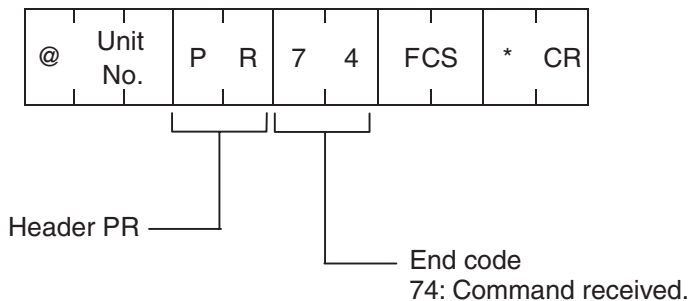 @ Unit No. P R 7 4 FCS * CR
Header PR
End code
74: Command received.